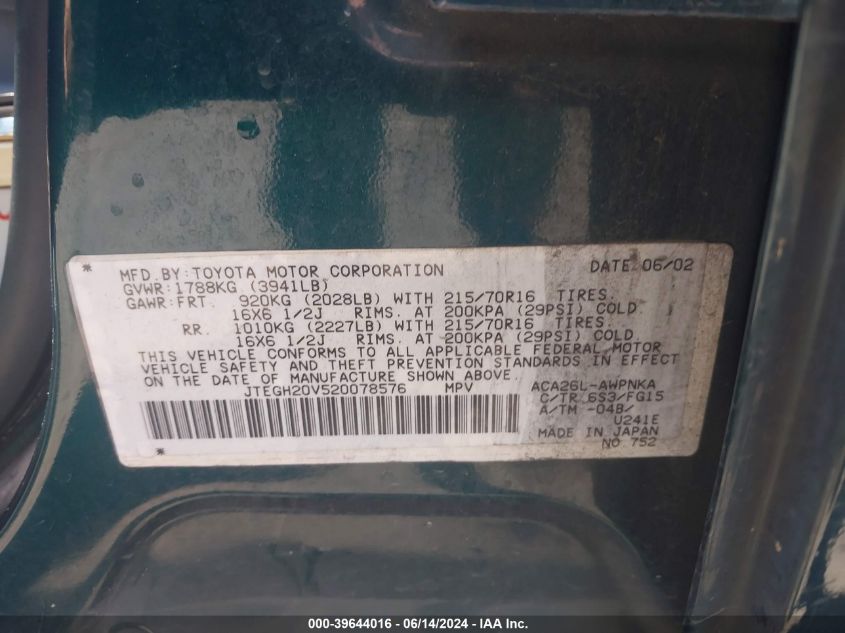 * MFD.BY:TOYOTA MOTOR CORPORATION DATE 06/02
GVWR:1788KG (3941LB)
GAWR:FRT. 920KG (2028LB) WITH 215/70R16 TIRES.
16X6 1/2J RIMS. AT 200KPA (29PSI) COLD
RR. 1010KG (2227LB) WITH 215/70R16 TIRES.
16X6 1/2J RIMS. AT 200KPA (29PSI) COLD
THIS VEHICLE CONFORMS TO ALL APPLICABLE FEDERAL MOTOR
VEHICLE SAFETY AND THEFT PREVENTION STANDARDS IN EFFECT
ON THE DATE OF MANUFACTURE SHOWN ABOVE.
JTEGH20V520078576 MPV ACA26L-AWPNKA
C/TR 6S3/FG15
A/TM -04B/
U241E
MADE IN JAPAN
* NO 752
000-39644016 - 06/14/2024 - IAA, Inc.